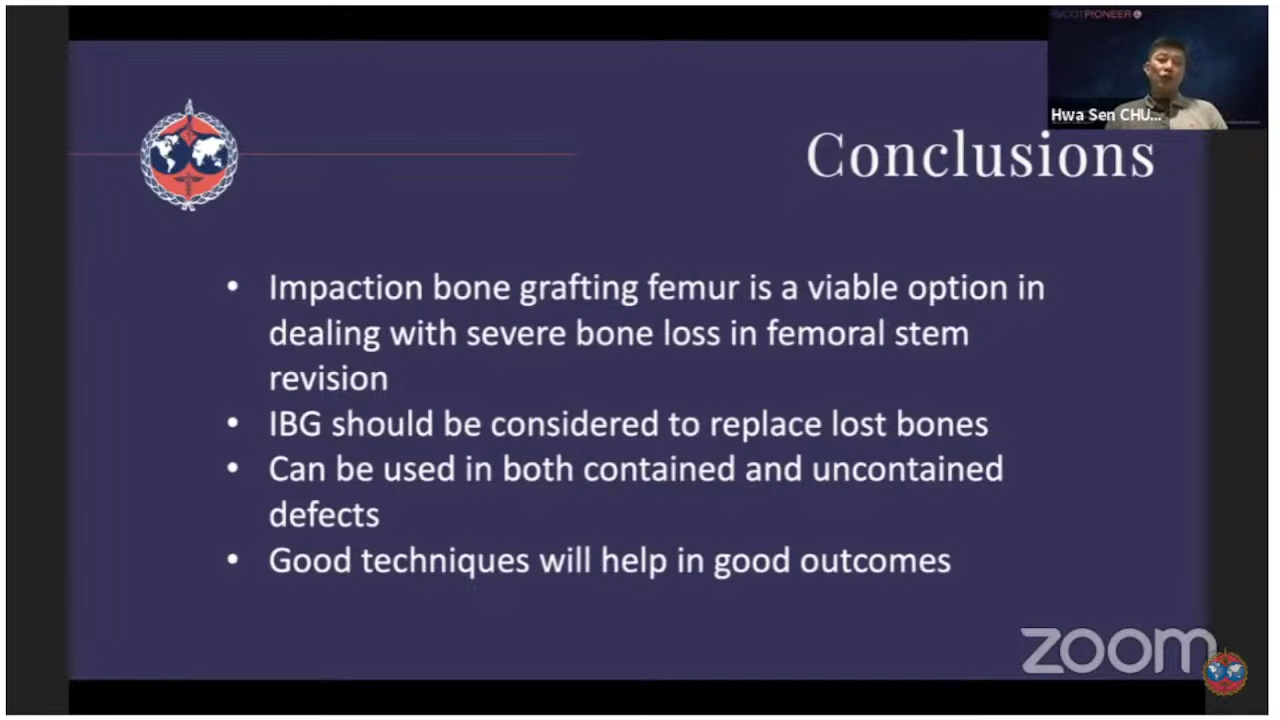 PIONEER
Hwa Sen CHU...
Conclusions
• Impaction bone grafting femur is a viable option in
dealing with severe bone loss in femoral stem
revision
• IBG should be considered to replace lost bones
• Can be used in both contained and uncontained
defects
• Good techniques will help in good outcomes
zoom